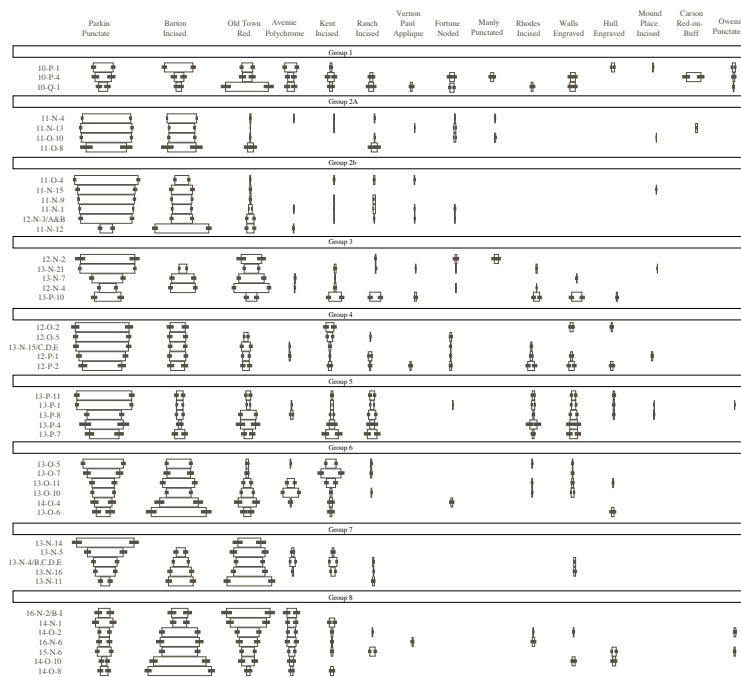 Parkin Punctate
Barton Incised
Old Town Red
Avenue Polychrome
Kent Incised
Ranch Incised
Vernon Paul Applique
Fortune Noded
Manly Punctated
Rhodes Incised
Walls Engraved
Hull Engraved
Mound Place Incised
Carson Red-on-Buff
Owens Punctated
Group 1
10-P-1
10-P-4
10-Q-1
Group 2A
11-N-4
11-N-13
11-O-10
11-O-8
Group 2b
11-O-4
11-N-15
11-N-9
11-N-1
12-N-3/A&B
11-N-12
Group 3
12-N-2
13-N-21
13-N-7
12-N-4
13-P-10
Group 4
12-O-2
12-O-5
13-N-15/C,D,E
12-P-1
12-P-2
Group 5
13-P-11
13-P-1
13-P-8
13-P-4
13-P-7
Group 6
13-O-5
13-O-7
13-O-11
13-O-10
14-O-4
13-O-6
Group 7
13-N-14
13-N-5
13-N-4/B,C,D,E
13-N-16
13-N-11
Group 8
16-N-2/B-I
14-N-1
14-O-2
16-N-6
15-N-6
14-O-10
14-O-8